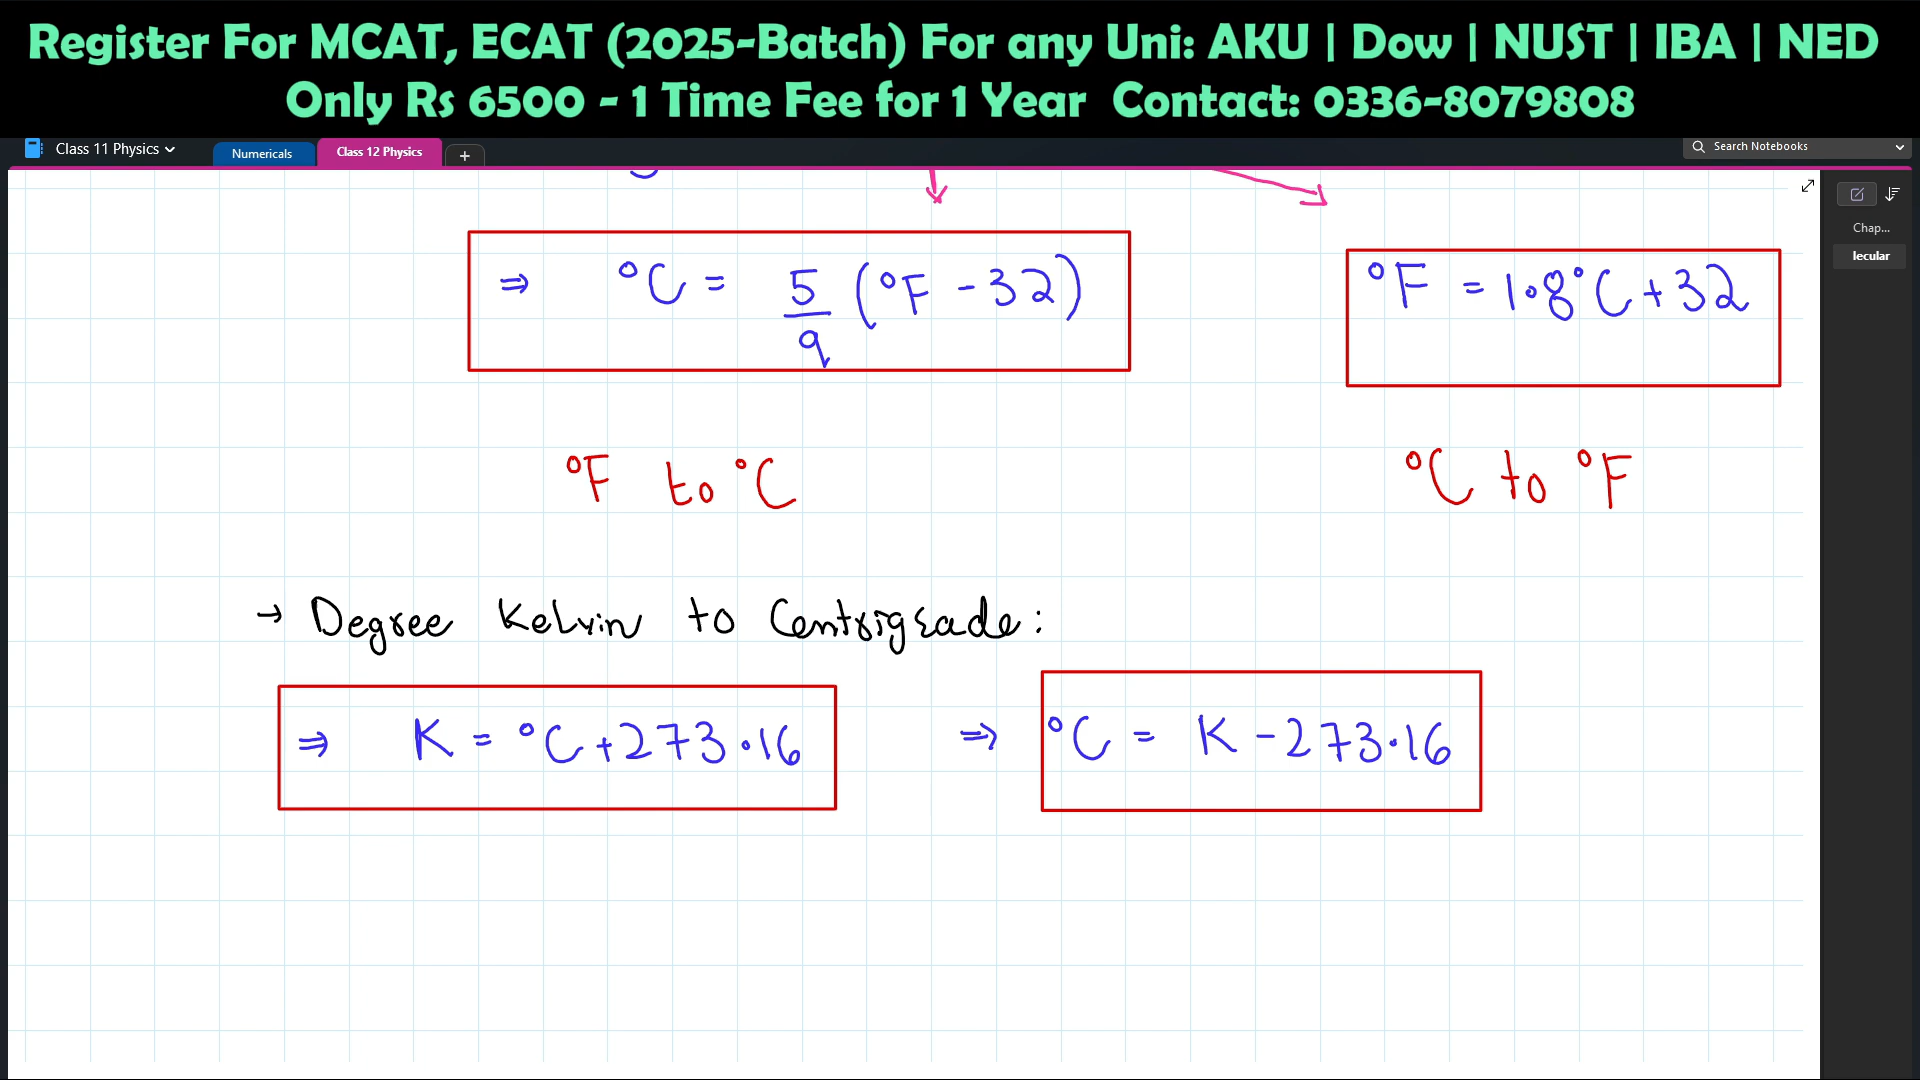 Register For MCAT, ECAT (2025-Batch) For any Uni: AKU | Dow | NUST | IBA | NED
Only Rs 6500 - 1 Time Fee for 1 Year Contact: 0336-8079808
Class 11 Physics
Numericals
Class 12 Physics
+
Search Notebooks
Chap...
lecular
⇒ °C = 5/9 (°F - 32)
°F = 1.8°C + 32
°F to °C
°C to °F
→ Degree Kelvin to Centrigrade:
⇒ K = °C + 273.16
⇒ °C = K - 273.16